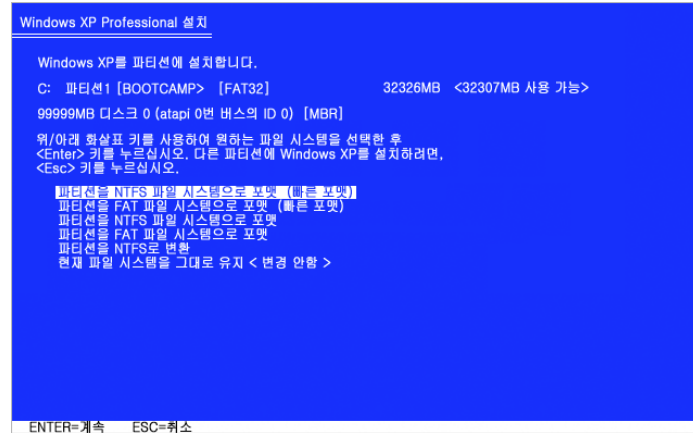 Windows XP Professional 설치
Windows XP를 파티션에 설치합니다.
C: 파티션1 [BOOTCAMP> [FAT32] 32326MB <32307MB 사용 가능>
99999MB 디스크 0 (atapi 0번 버스의 ID 0) [MBR]
위/아래 화살표 키를 사용하여 원하는 파일 시스템을 선택한 후
<Enter> 키를 누르십시오. 다른 파티션에 Windows XP를 설치하려면,
<Esc> 키를 누르십시오.
파티션을 NTFS 파일 시스템으로 포맷 (빠른 포맷)
파티션을 FAT 파일 시스템으로 포맷 (빠른 포맷)
파티션을 NTFS 파일 시스템으로 포맷
파티션을 FAT 파일 시스템으로 포맷
파티션을 NTFS로 변환
현재 파일 시스템을 그대로 유지 < 변경 안함 >
ENTER=계속 ESC=취소